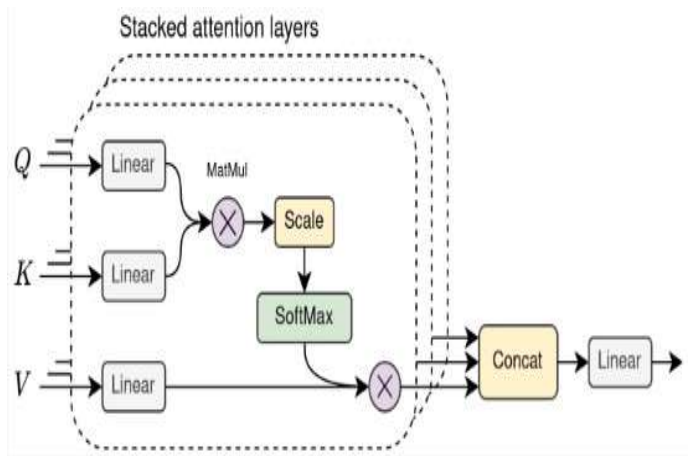 Stacked attention layers
Q
Linear
MatMul
Scale
K
Linear
SoftMax
V
Linear
Concat
Linear